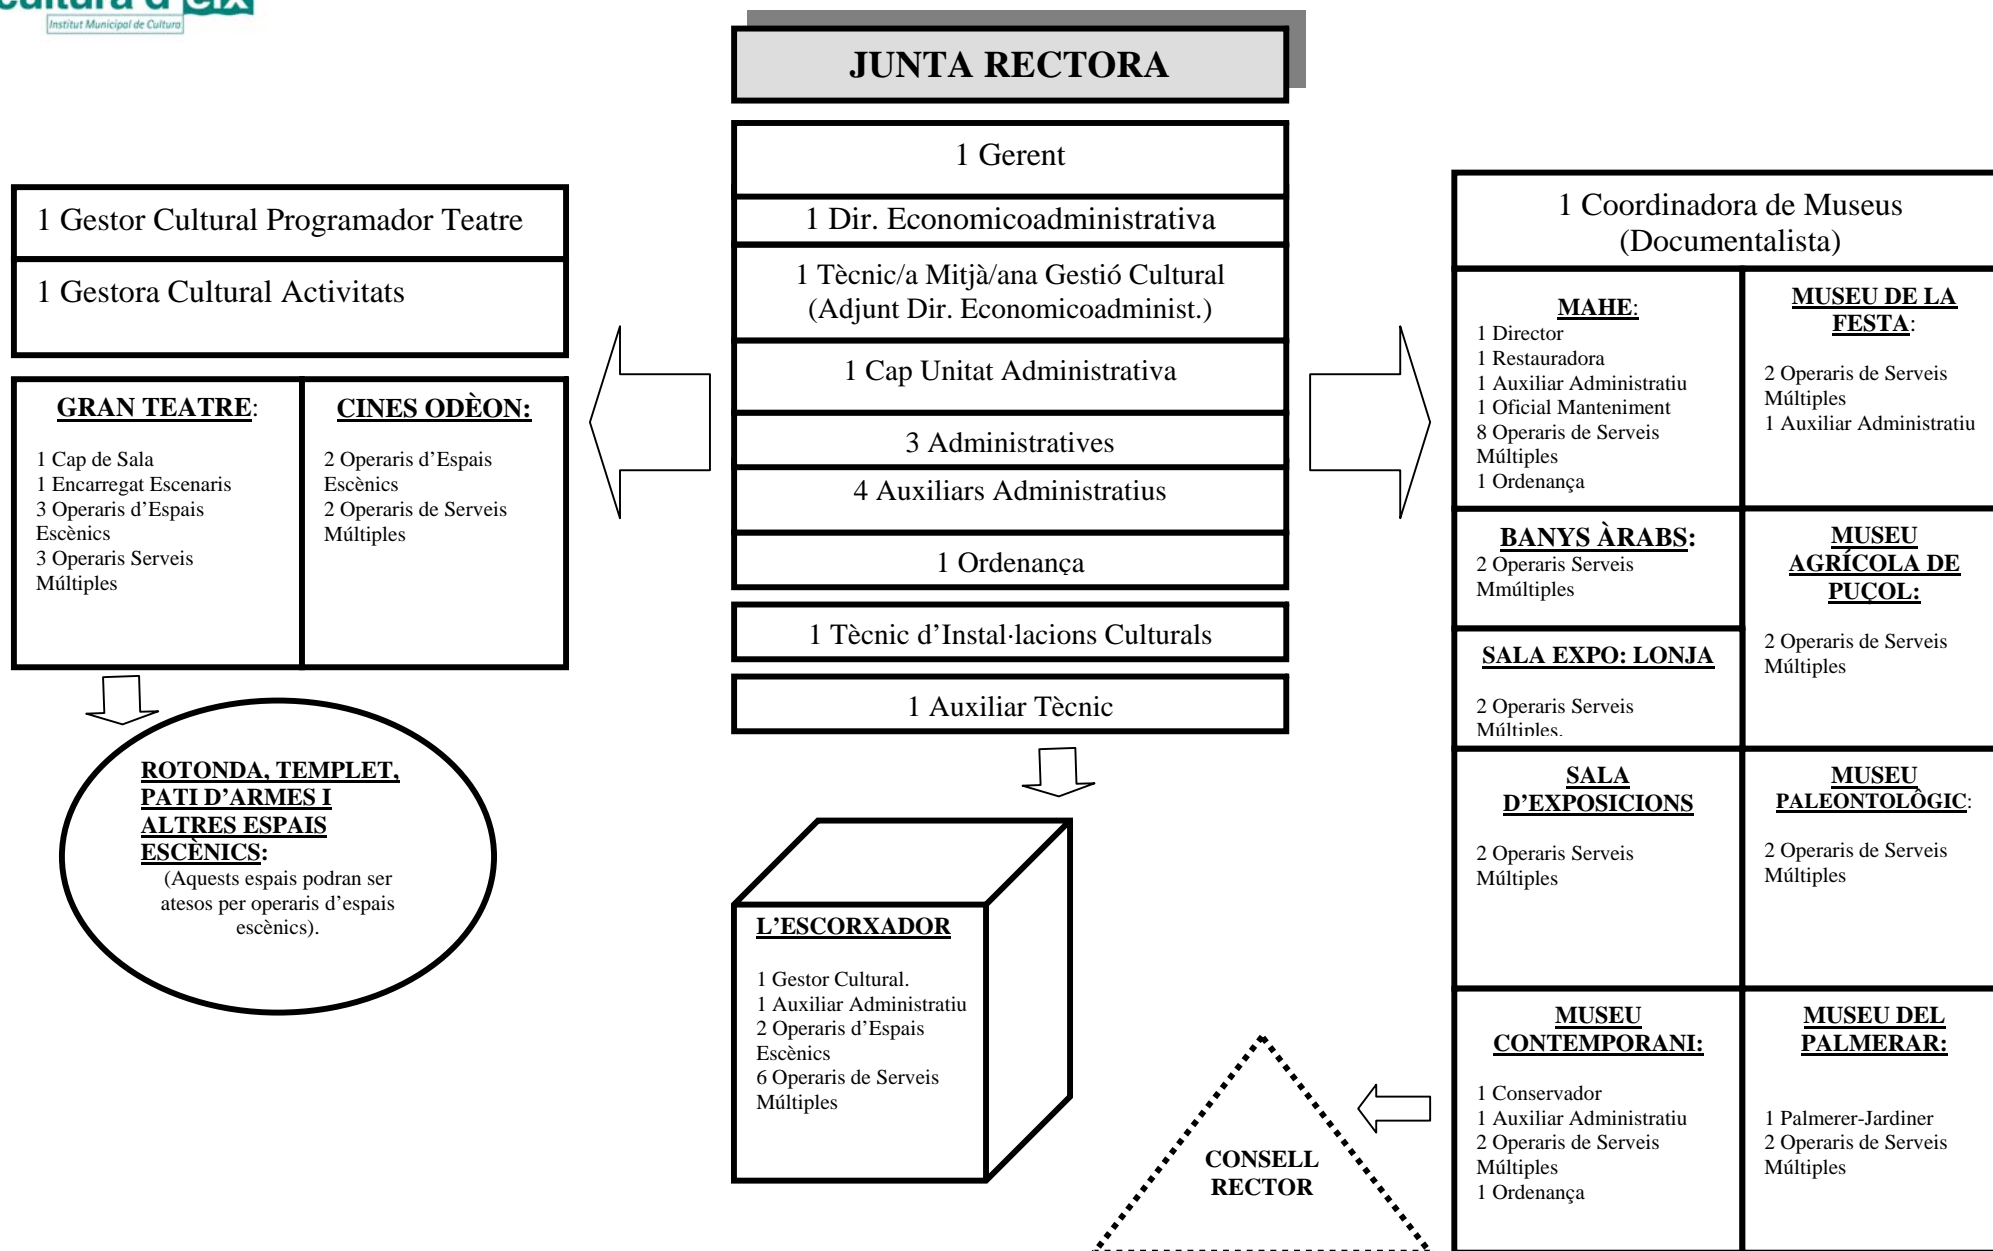 cultura d'elx
Institut Municipal de Cultura
JUNTA RECTORA
1 Gerent
1 Dir. Economicoadministrativa
1 Tècnic/a Mitjà/ana Gestió Cultural
(Adjunt Dir. Economicoadminist.)
1 Cap Unitat Administrativa
3 Administratives
4 Auxiliars Administratius
1 Ordenança
1 Tècnic d’Instal·lacions Culturals
1 Auxiliar Tècnic
1 Gestor Cultural Programador Teatre
1 Gestora Cultural Activitats
GRAN TEATRE:
1 Cap de Sala
1 Encarregat Escenaris
3 Operaris d’Espais
Escènics
3 Operaris Serveis
Múltiples
CINES ODÈON:
2 Operaris d’Espais
Escènics
2 Operaris de Serveis
Múltiples
ROTONDA, TEMPLET,
PATI D’ARMES I
ALTRES ESPAIS
ESCÈNICS:
(Aquests espais podran ser
atesos per operaris d’espais
escènics).
L’ESCORXADOR
1 Gestor Cultural.
1 Auxiliar Administratiu
2 Operaris d’Espais
Escènics
6 Operaris de Serveis
Múltiples
1 Coordinadora de Museus
(Documentalista)
MAHE:
1 Director
1 Restauradora
1 Auxiliar Administratiu
1 Oficial Manteniment
8 Operaris de Serveis
Múltiples
1 Ordenança
MUSEU DE LA
FESTA:
2 Operaris de Serveis
Múltiples
1 Auxiliar Administratiu
BANYS ÀRABS:
2 Operaris Serveis
Mmúltiples
MUSEU
AGRÍCOLA DE
PUÇOL:
2 Operaris de Serveis
Múltiples
SALA EXPO: LONJA
2 Operaris Serveis
Múltiples.
SALA
D’EXPOSICIONS
2 Operaris Serveis
Múltiples
MUSEU
PALEONTOLÔGIC:
2 Operaris de Serveis
Múltiples
MUSEU
CONTEMPORANI:
1 Conservador
1 Auxiliar Administratiu
2 Operaris de Serveis
Múltiples
1 Ordenança
MUSEU DEL
PALMERAR:
1 Palmerer-Jardiner
2 Operaris de Serveis
Múltiples
CONSELL
RECTOR